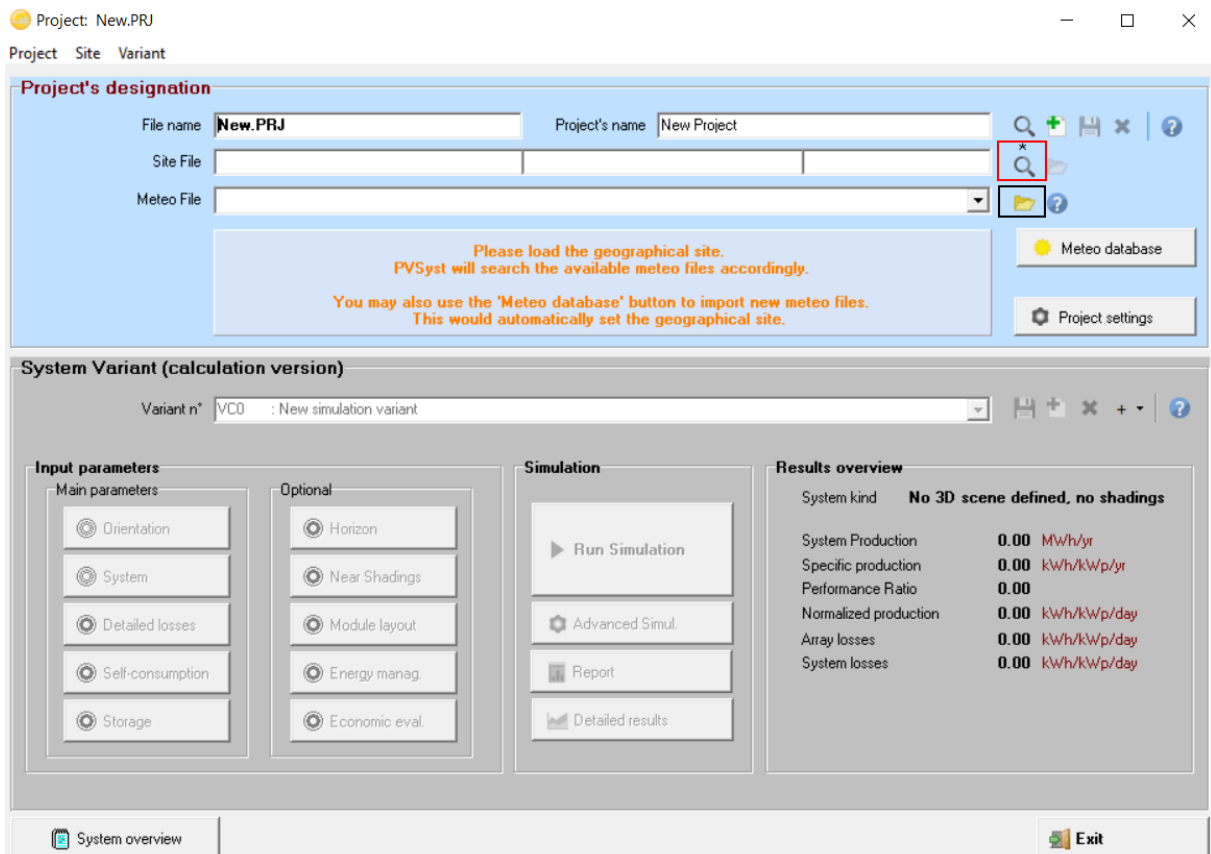 Project: New.PRJ
Project Site Variant
Project's designation
File name New.PRJ Project's name New Project
*
Site File
Meteo File
Please load the geographical site.
PVSyst will search the available meteo files accordingly.
You may also use the 'Meteo database' button to import new meteo files.
This would automatically set the geographical site.
Meteo database
Project settings
System Variant (calculation version)
Variant n° VC0 : New simulation variant
+
Input parameters
Main parameters
Orientation
System
Detailed losses
Self-consumption
Storage
Optional
Horizon
Near Shadings
Module layout
Energy manag.
Economic eval.
Simulation
Run Simulation
Advanced Simul.
Report
Detailed results
Results overview
System kind No 3D scene defined, no shadings
System Production 0.00 MWh/yr
Specific production 0.00 kWh/kWp/yr
Performance Ratio 0.00
Normalized production 0.00 kWh/kWp/day
Array losses 0.00 kWh/kWp/day
System losses 0.00 kWh/kWp/day
System overview
Exit